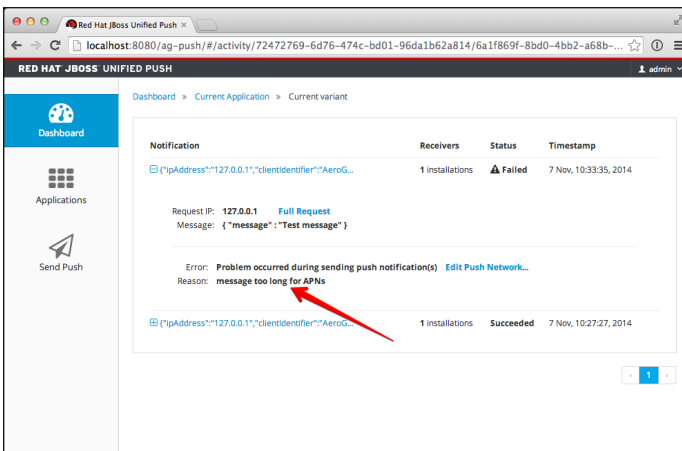 Red Hat JBoss Unified Push
localhost:8080/ag-push/#/activity/72472769-6d76-474c-bd01-96da1b62a814/6a1f869f-8bd0-4bb2-a68b-...
RED HAT JBOSS UNIFIED PUSH
admin
Dashboard » Current Application » Current variant
Dashboard
Applications
Send Push
Notification Receivers Status Timestamp
{"ipAddress":"127.0.0.1","clientIdentifier":"AeroG... 1 installations Failed 7 Nov, 10:33:35, 2014
Request IP: 127.0.0.1 Full Request
Message: { "message" : "Test message" }
Error: Problem occurred during sending push notification(s) Edit Push Network...
Reason: message too long for APNs
{"ipAddress":"127.0.0.1","clientIdentifier":"AeroG... 1 installations Succeeded 7 Nov, 10:27:27, 2014
1